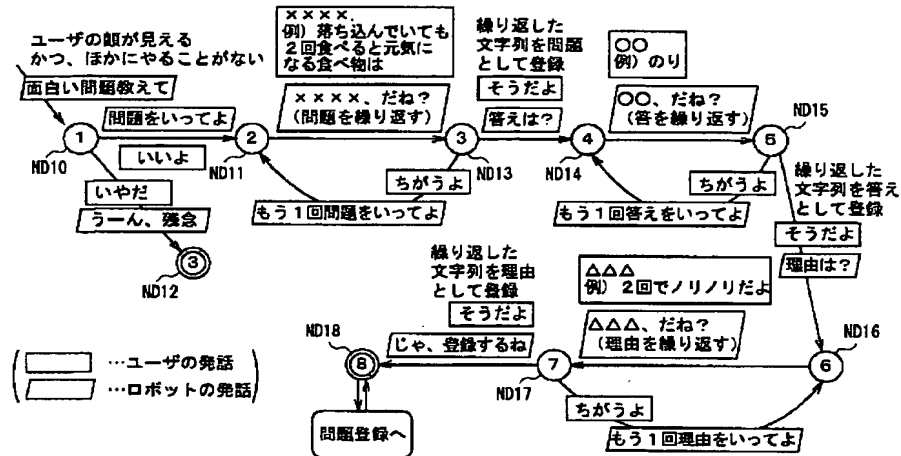 ユーザの顔が見える
かつ、ほかにやることがない
面白い問題教えて
1
ND10
問題をいってよ
いいよ
いやだ
うーん、残念
3
ND12
2
ND11
××××.
例) 落ち込んでいても
2回食べると元気に
なる食べ物は
××××、だね?
(問題を繰り返す)
ちがうよ
もう1回問題をいってよ
3
ND13
繰り返した
文字列を問題
として登録
そうだよ
答えは?
4
ND14
○○
例) のり
○○、だね?
(答を繰り返す)
ちがうよ
もう1回答えをいってよ
5
ND15
繰り返した
文字列を答え
として登録
そうだよ
理由は?
6
ND16
△△△
例) 2回でノリノリだよ
△△△、だね?
(理由を繰り返す)
ちがうよ
もう1回理由をいってよ
7
ND17
繰り返した
文字列を理由
として登録
そうだよ
じゃ、登録するね
ND18
8
問題登録へ
…ユーザの発話
…ロボットの発話